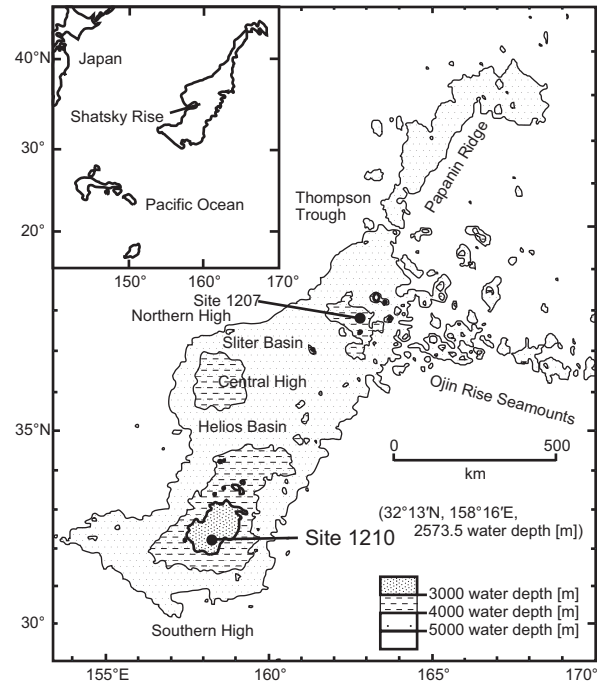 40°
30°
20°
150°
160°
170°
Japan
Shatsky Rise
Pacific Ocean
Papanin Ridge
Thompson
Trough
Site 1207
Northern High
Sliter Basin
Central High
Ojin Rise Seamounts
Helios Basin
35°N
0
500
km
(32°13′N, 158°16′E,
2573.5 water depth [m])
Site 1210
3000 water depth [m]
4000 water depth [m]
5000 water depth [m]
30°
Southern High
155°E
160°
165°
170°